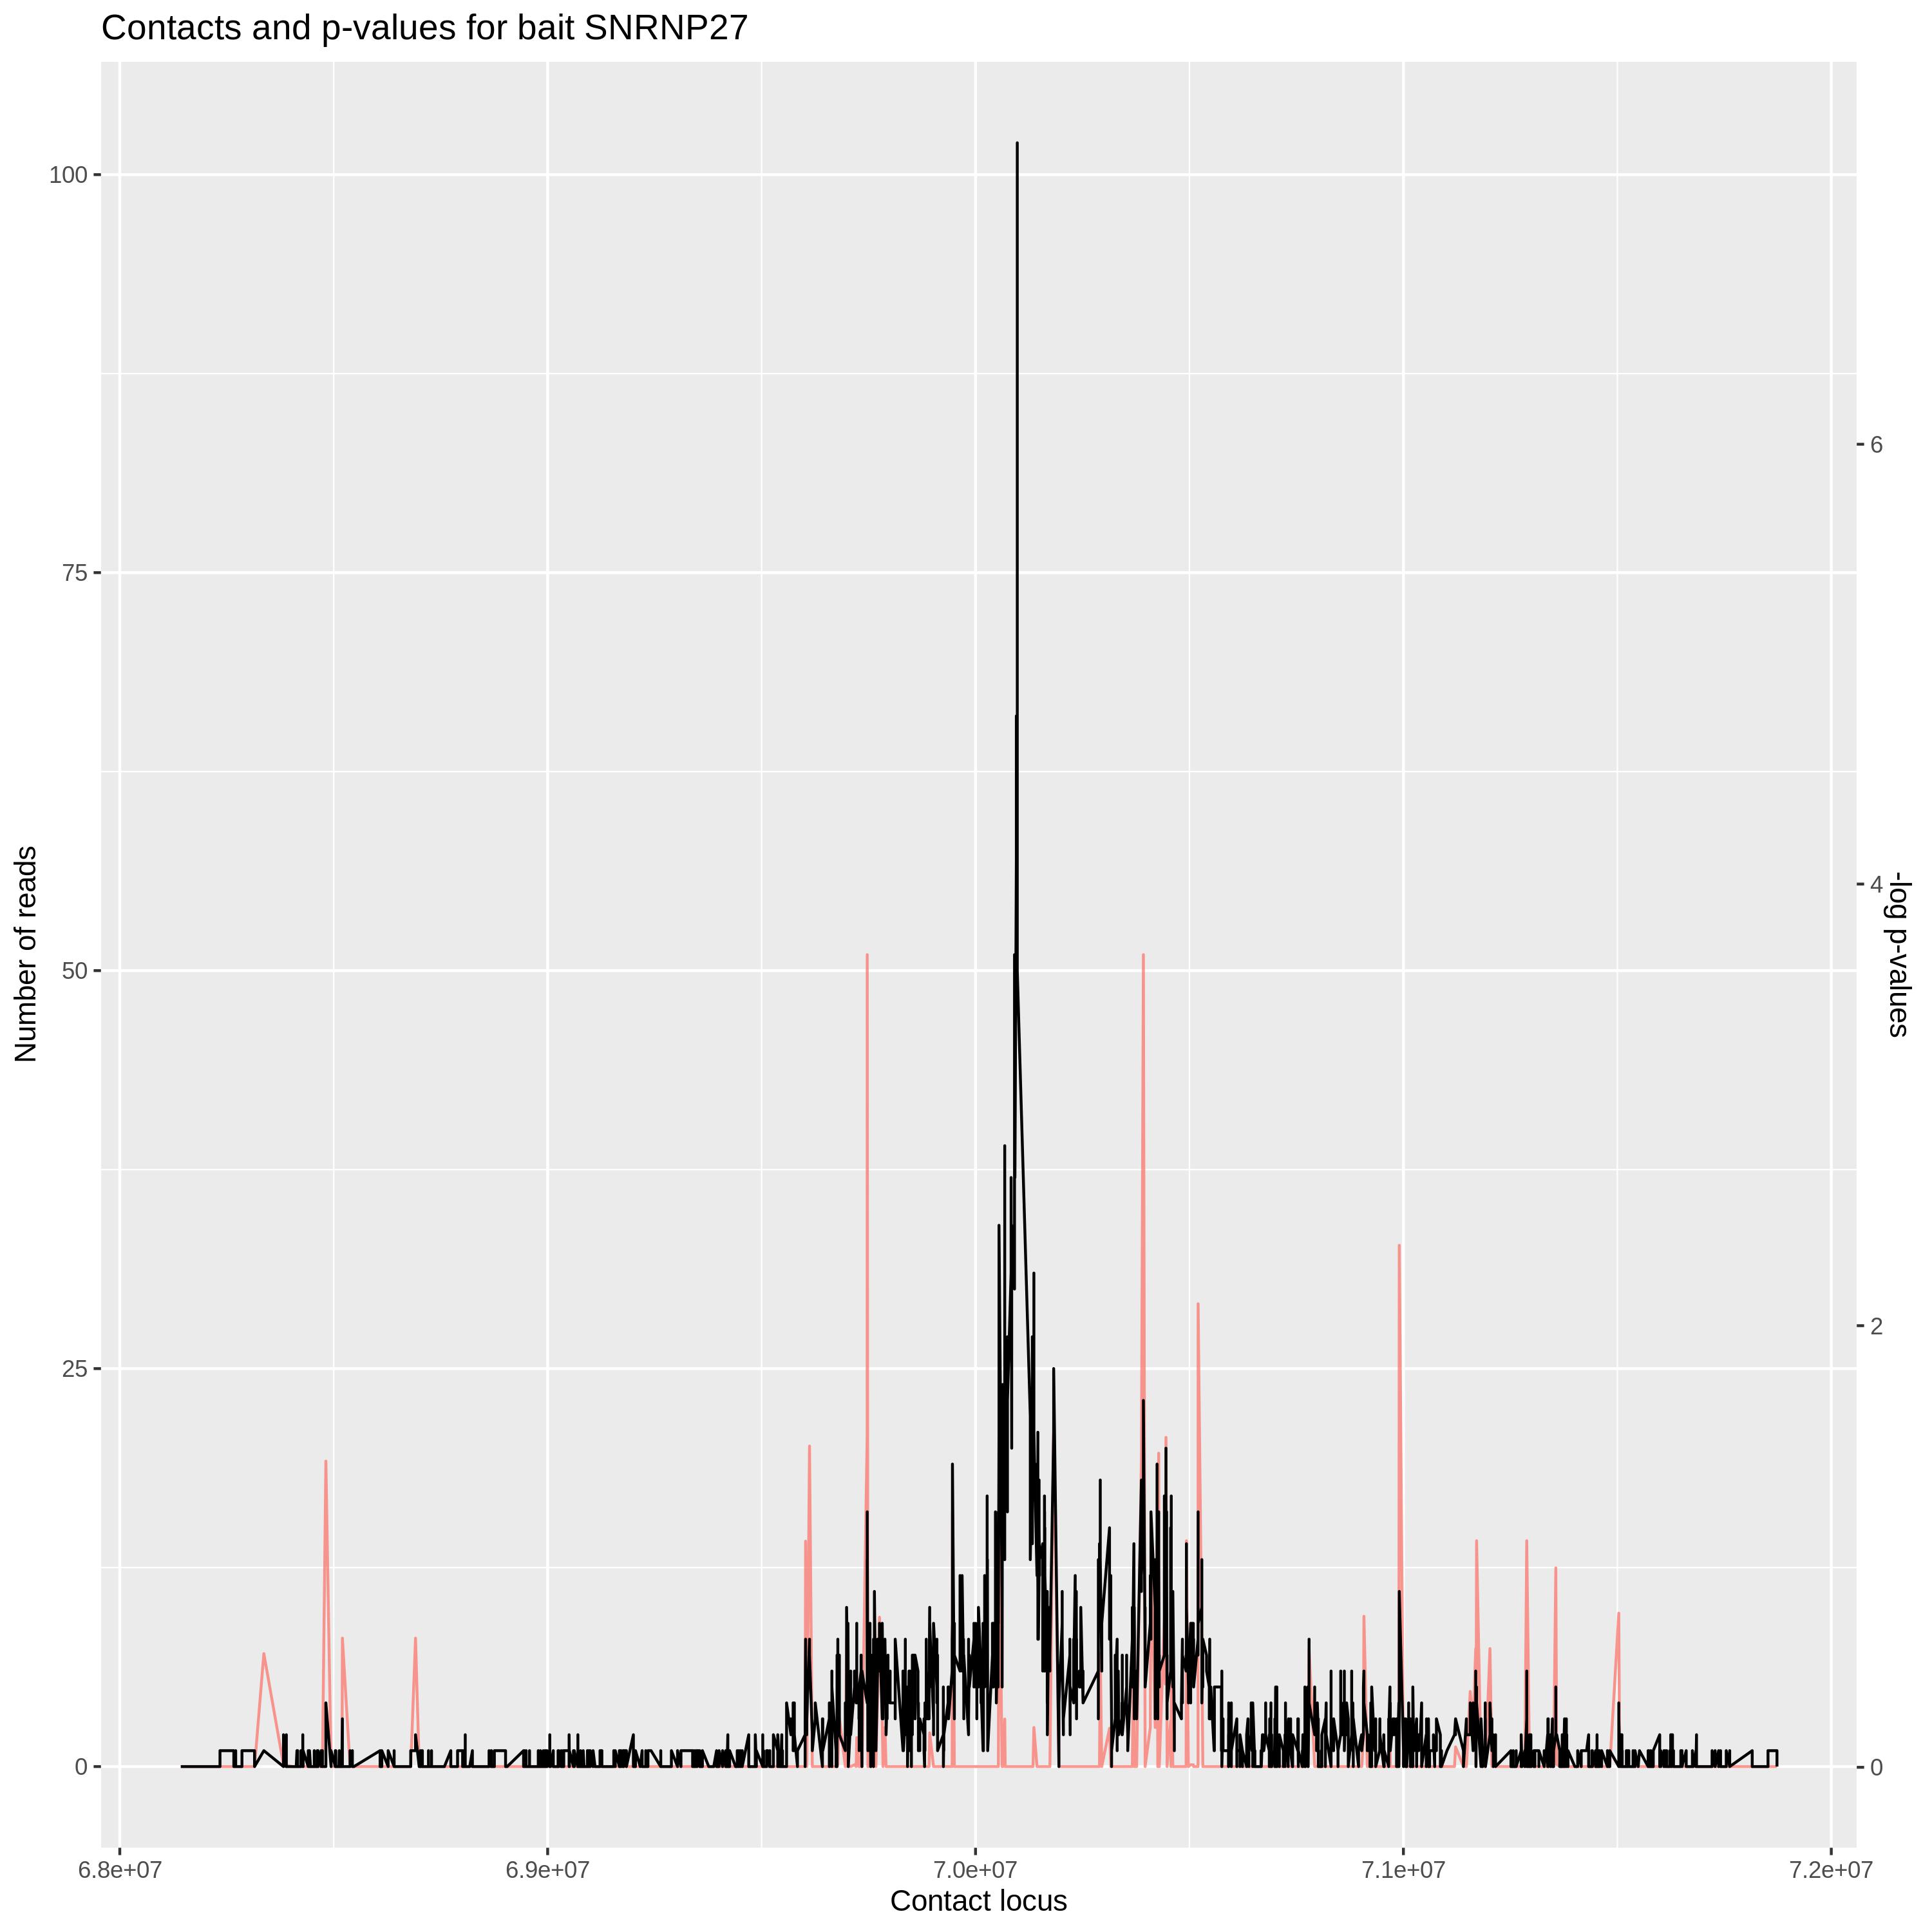 Contacts and p-values for bait SNRNP27
100
75
50
25
0
Number of reads
6
4
2
0
-log p-values
6.8e+07 6.9e+07 7.0e+07 7.1e+07 7.2e+07
Contact locus